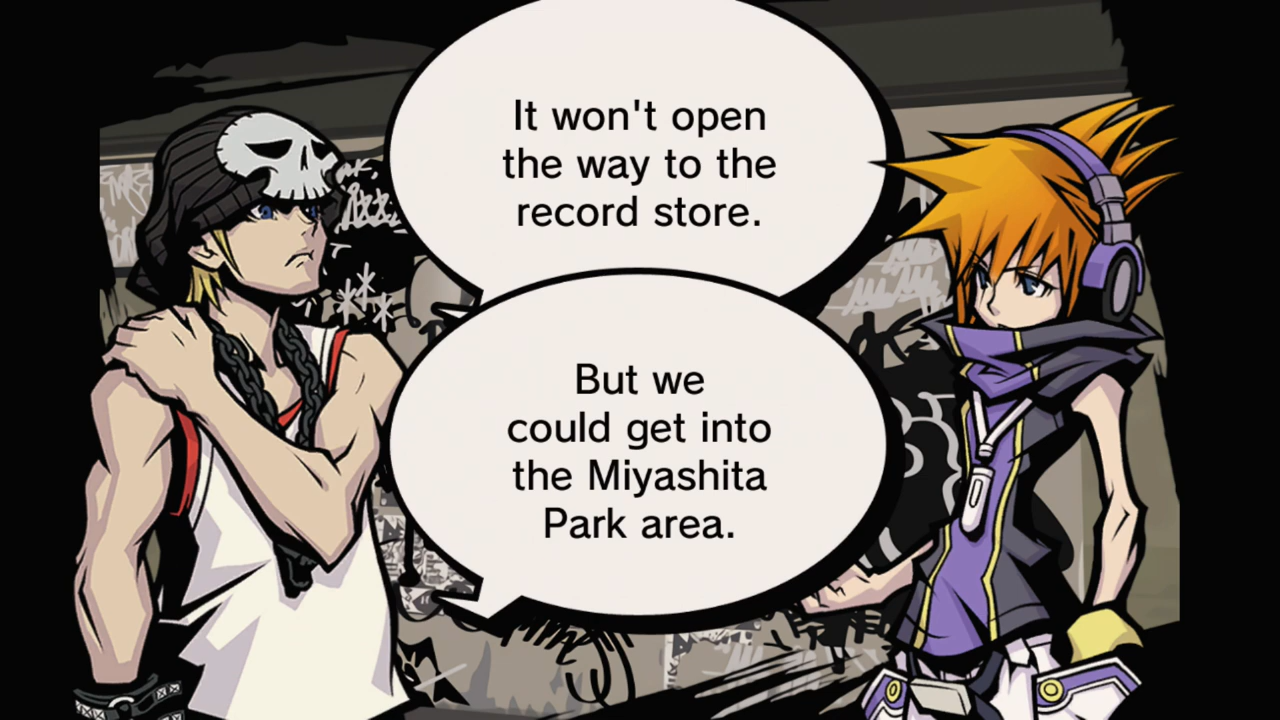 It won't open
the way to the
record store.
But we
could get into
the Miyashita
Park area.